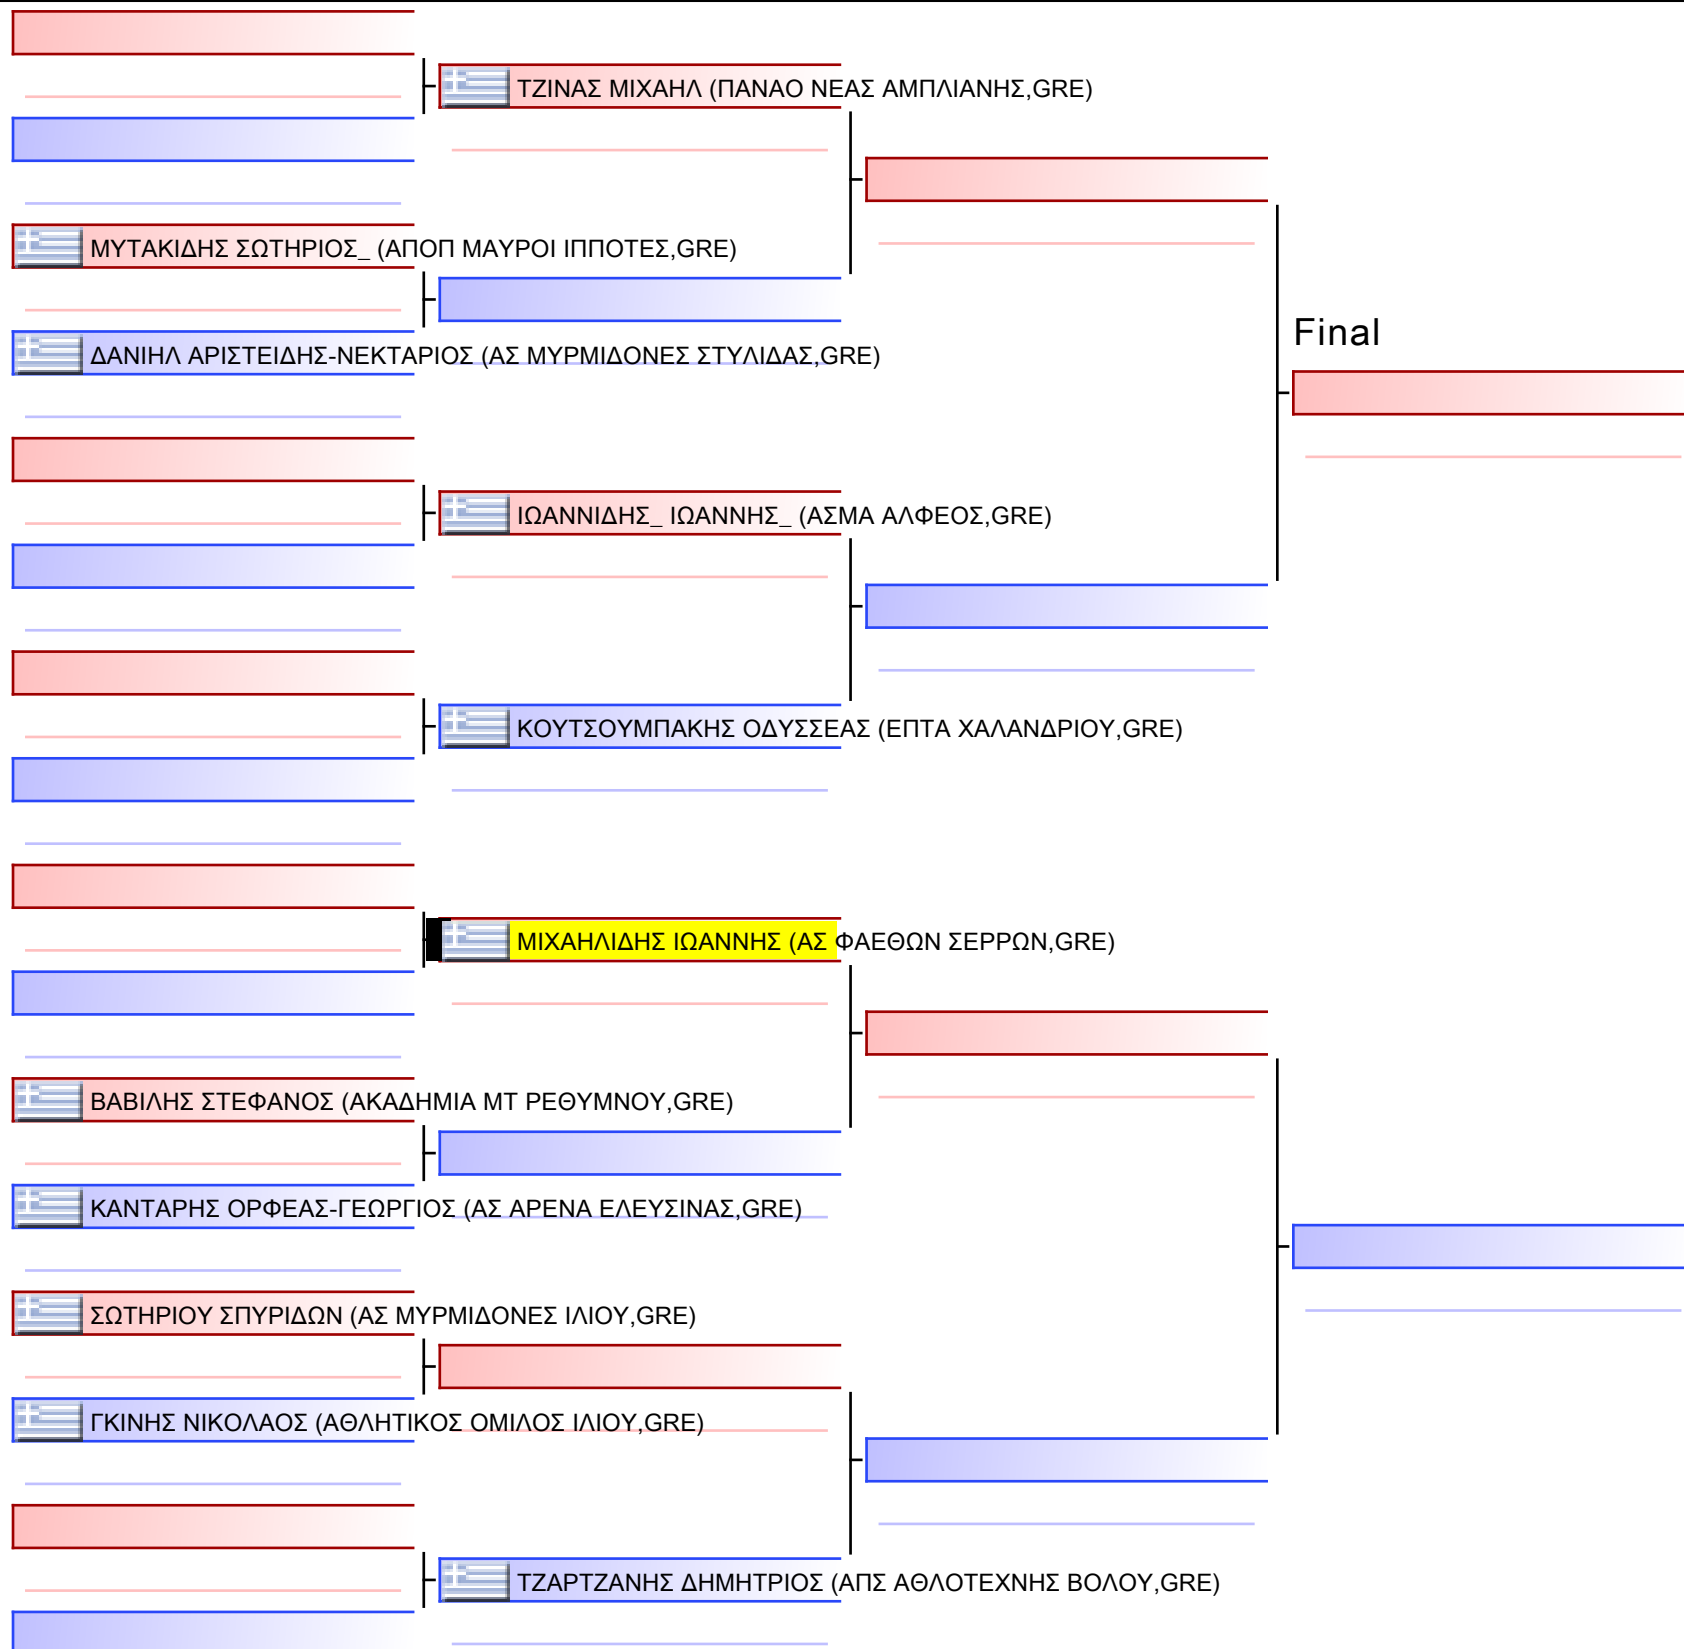 ΤΖΙΝΑΣ ΜΙΧΑΗΛ (ΠΑΝΑΟ ΝΕΑΣ ΑΜΠΛΙΑΝΗΣ,GRE)
ΜΥΤΑΚΙΔΗΣ ΣΩΤΗΡΙΟΣ_ (ΑΠΟΠ ΜΑΥΡΟΙ ΙΠΠΟΤΕΣ,GRE)
Final
ΔΑΝΙΗΛ ΑΡΙΣΤΕΙΔΗΣ-ΝΕΚΤΑΡΙΟΣ (ΑΣ ΜΥΡΜΙΔΟΝΕΣ ΣΤΥΛΙΔΑΣ,GRE)
ΙΩΑΝΝΙΔΗΣ_ ΙΩΑΝΝΗΣ_ (ΑΣΜΑ ΑΛΦΕΟΣ,GRE)
ΚΟΥΤΣΟΥΜΠΑΚΗΣ ΟΔΥΣΣΕΑΣ (ΕΠΤΑ ΧΑΛΑΝΔΡΙΟΥ,GRE)
ΜΙΧΑΗΛΙΔΗΣ ΙΩΑΝΝΗΣ (ΑΣ ΦΑΕΘΩΝ ΣΕΡΡΩΝ,GRE)
ΒΑΒΙΛΗΣ ΣΤΕΦΑΝΟΣ (ΑΚΑΔΗΜΙΑ ΜΤ ΡΕΘΥΜΝΟΥ,GRE)
ΚΑΝΤΑΡΗΣ ΟΡΦΕΑΣ-ΓΕΩΡΓΙΟΣ (ΑΣ ΑΡΕΝΑ ΕΛΕΥΣΙΝΑΣ,GRE)
ΣΩΤΗΡΙΟΥ ΣΠΥΡΙΔΩΝ (ΑΣ ΜΥΡΜΙΔΟΝΕΣ ΙΛΙΟΥ,GRE)
ΓΚΙΝΗΣ ΝΙΚΟΛΑΟΣ (ΑΘΛΗΤΙΚΟΣ ΟΜΙΛΟΣ ΙΛΙΟΥ,GRE)
ΤΖΑΡΤΖΑΝΗΣ ΔΗΜΗΤΡΙΟΣ (ΑΠΣ ΑΘΛΟΤΕΧΝΗΣ ΒΟΛΟΥ,GRE)